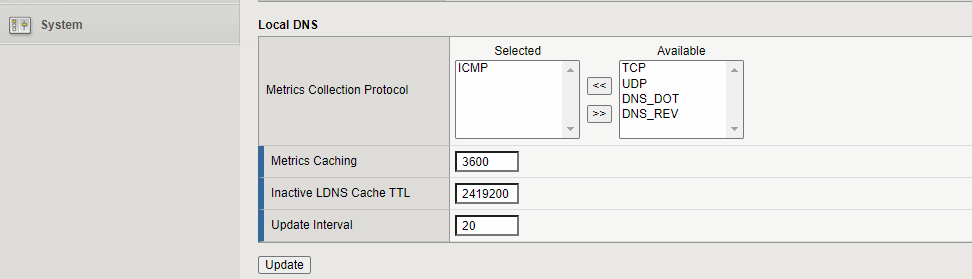 System
Local DNS
Selected
Available
Metrics Collection Protocol
ICMP
<<
>>
TCP
UDP
DNS_DOT
DNS_REV
Metrics Caching
3600
Inactive LDNS Cache TTL
2419200
Update Interval
20
Update